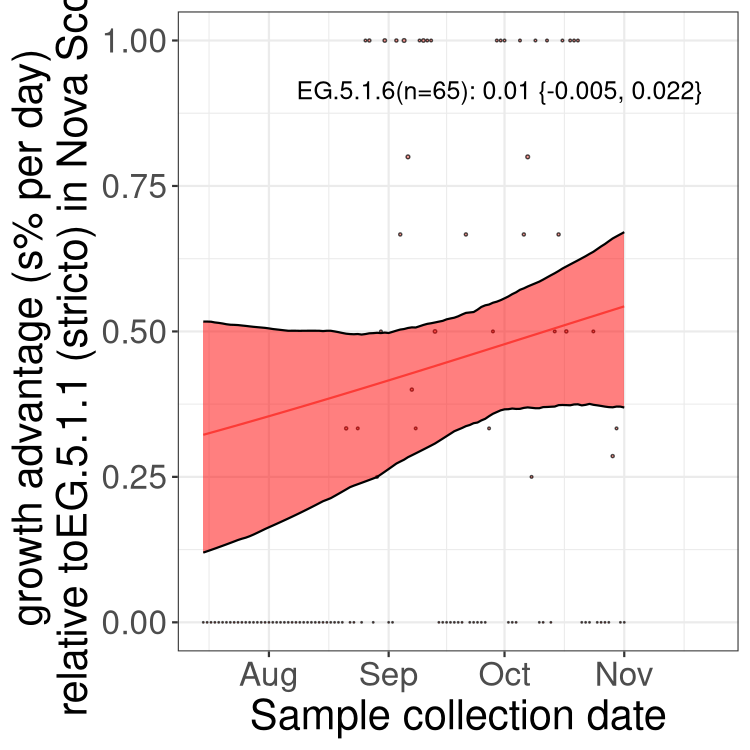 growth advantage (s% per day)
relative toEG.5.1.1 (stricto) in Nova Sco
1.00
0.75
0.50
0.25
0.00
EG.5.1.6(n=65): 0.01 {-0.005, 0.022}
Aug Sep Oct Nov
Sample collection date